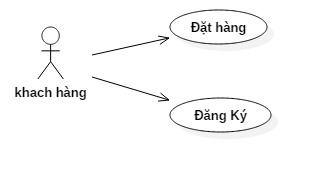 Đặt hàng
khach hàng
Đăng Ký